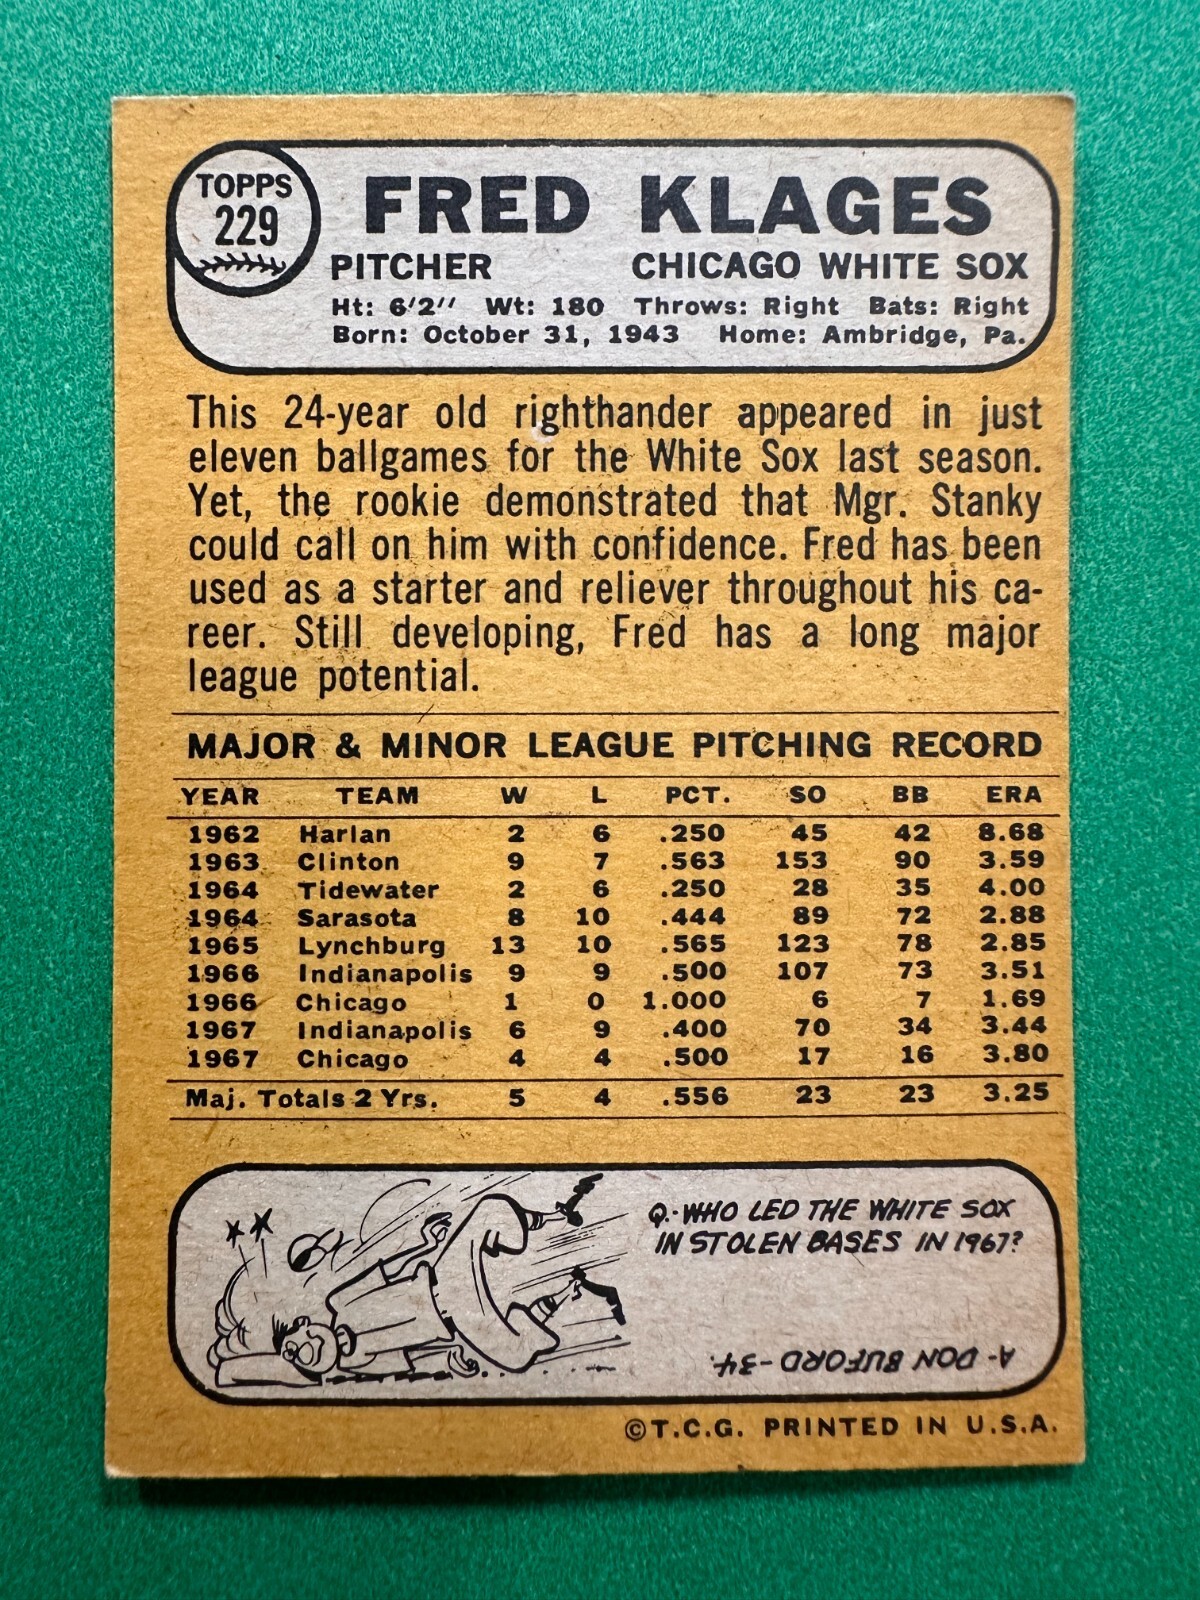 TOPPS
229
FRED KLAGES
PITCHER CHICAGO WHITE SOX
Ht: 6'2'' Wt: 180 Throws: Right Bats: Right
Born: October 31, 1943 Home: Ambridge, Pa.
This 24-year old righthander appeared in just
eleven ballgames for the White Sox last season.
Yet, the rookie demonstrated that Mgr. Stanky
could call on him with confidence. Fred has been
used as a starter and reliever throughout his ca-
reer. Still developing, Fred has a long major
league potential.
MAJOR & MINOR LEAGUE PITCHING RECORD
YEAR TEAM W L PCT. SO BB ERA
1962 Harlan 2 6 .250 45 42 8.68
1963 Clinton 9 7 .563 153 90 3.59
1964 Tidewater 2 6 .250 28 35 4.00
1964 Sarasota 8 10 .444 89 72 2.88
1965 Lynchburg 13 10 .565 123 78 2.85
1966 Indianapolis 9 9 .500 107 73 3.51
1966 Chicago 1 0 1.000 6 7 1.69
1967 Indianapolis 6 9 .400 70 34 3.44
1967 Chicago 4 4 .500 17 16 3.80
Maj. Totals 2 Yrs. 5 4 .556 23 23 3.25
Q.-WHO LED THE WHITE SOX
IN STOLEN BASES IN 1967?
A-DON BUFORD-34.
©T.C.G. PRINTED IN U.S.A.